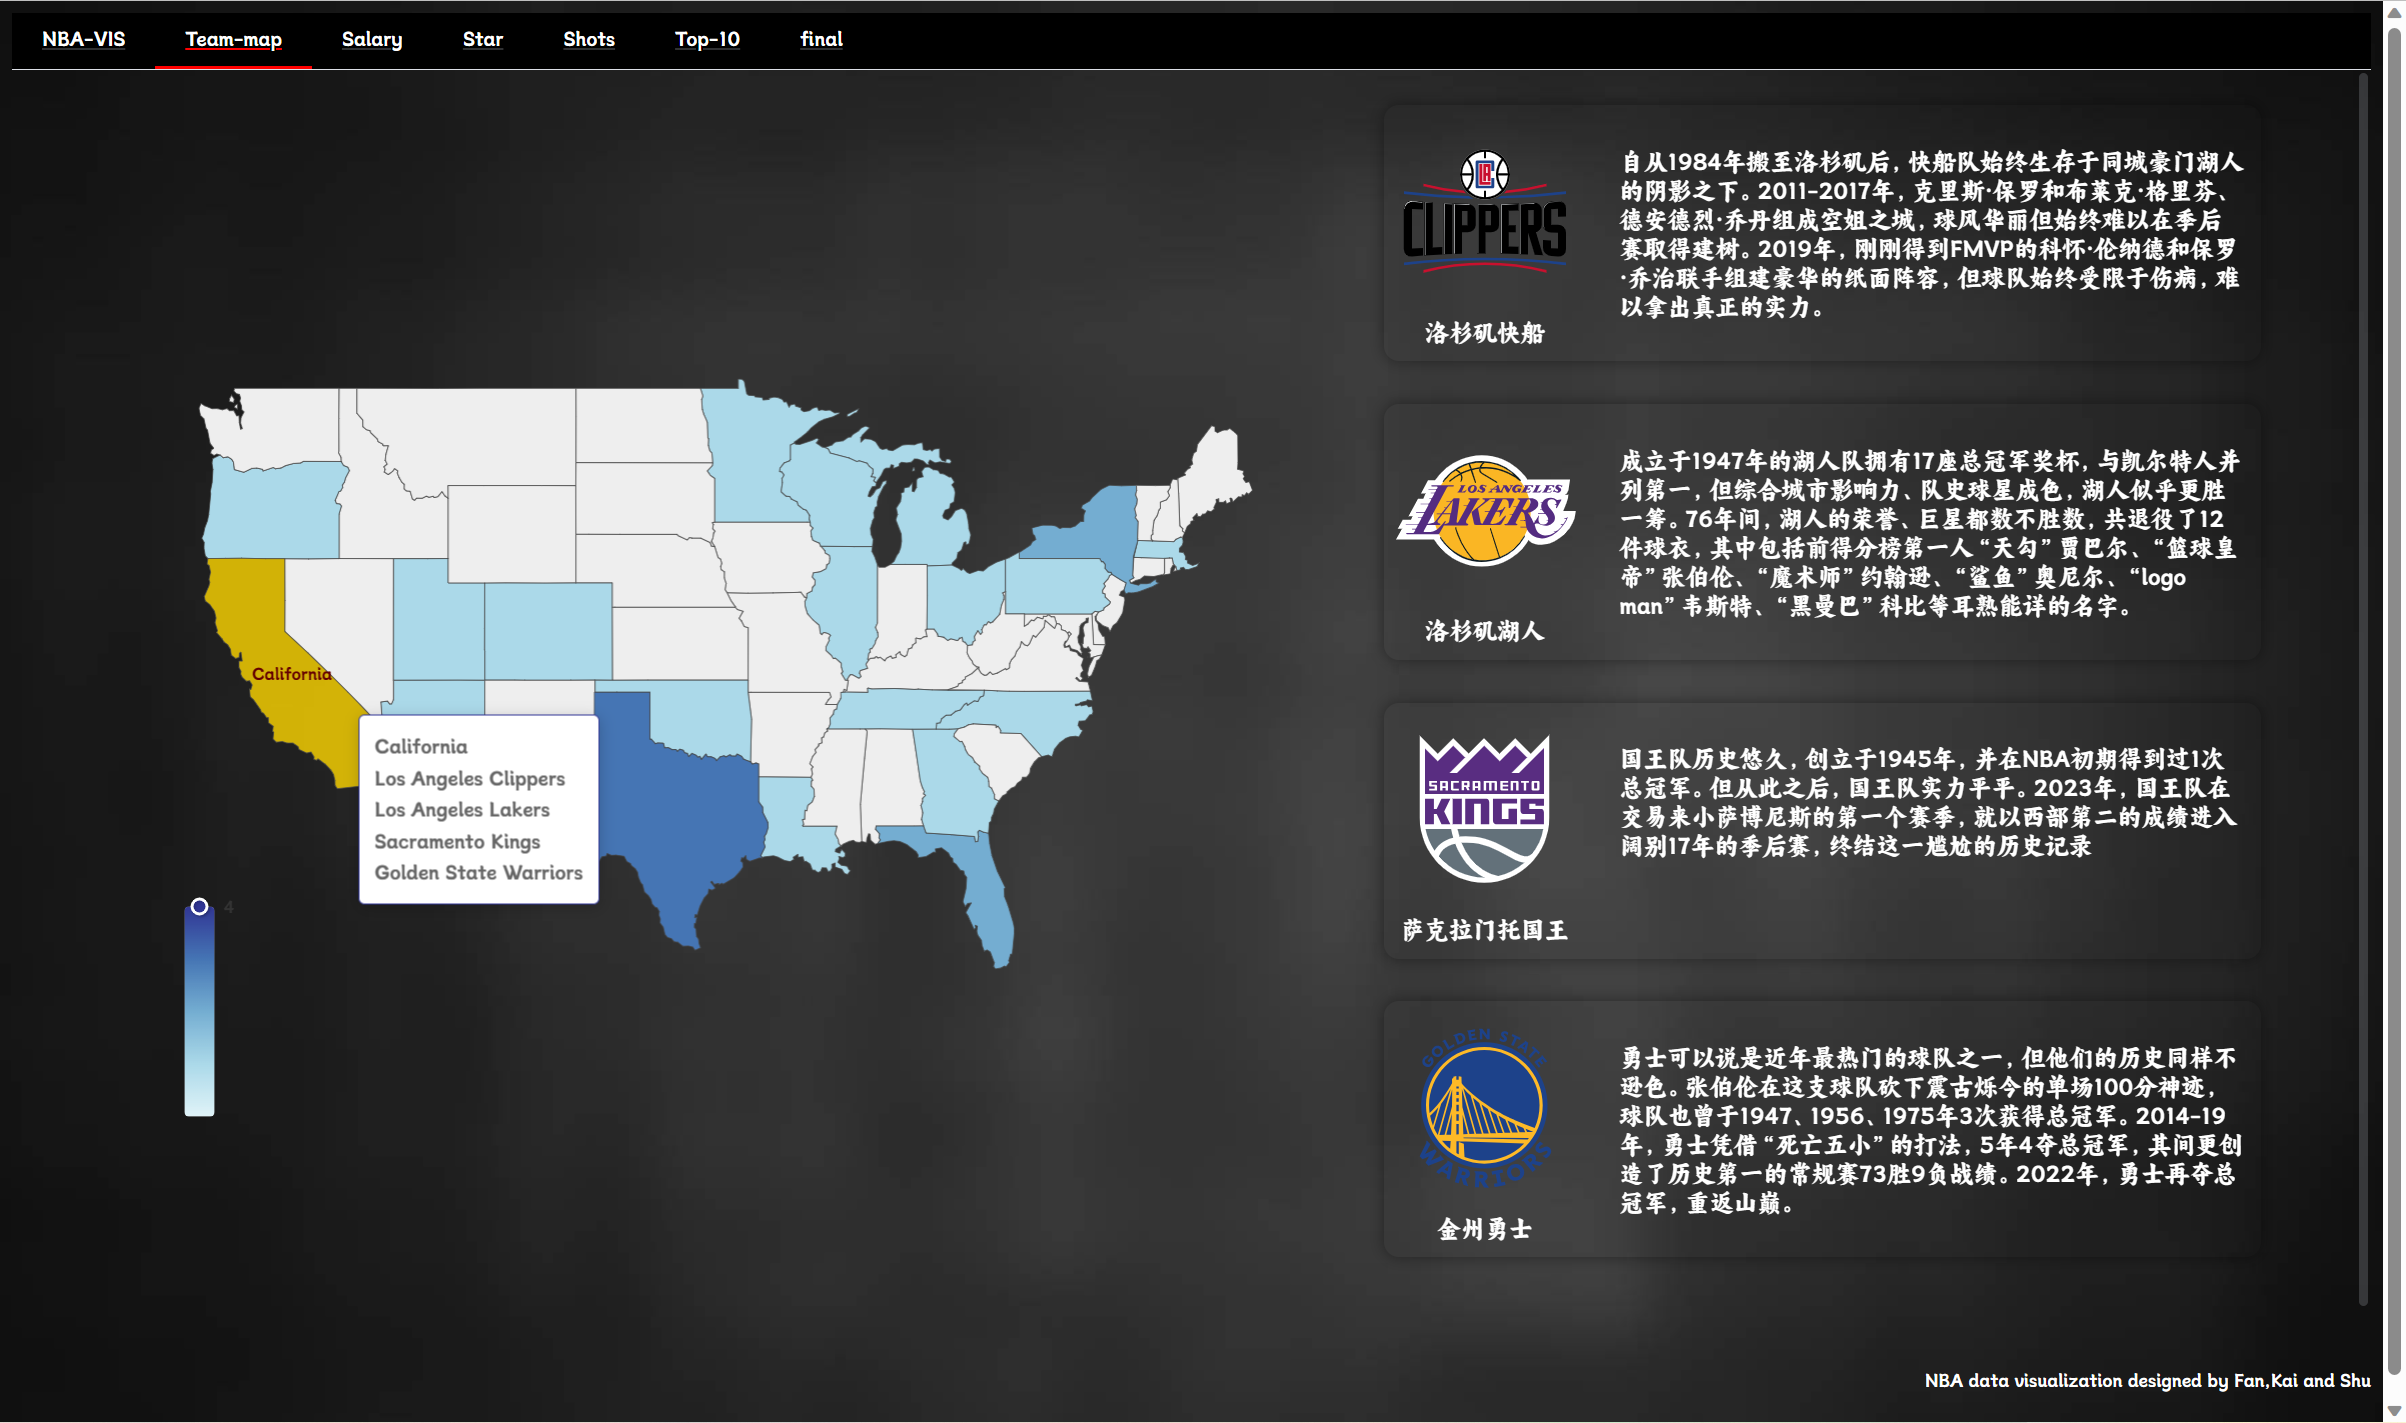 NBA-VIS Team-map Salary Star Shots Top-10 final
California
California
Los Angeles Clippers
Los Angeles Lakers
Sacramento Kings
Golden State Warriors
4
LA
CLIPPERS
洛杉矶快船
自从1984年搬至洛杉矶后, 快船队始终生存于同城豪门湖人
的阴影之下。2011-2017年, 克里斯·保罗和布莱克·格里芬、
德安德烈·乔丹组成空姐之城, 球风华丽但始终难以在季后
赛取得建树。2019年, 刚刚得到FMVP的科怀·伦纳德和保罗
·乔治联手组建豪华的纸面阵容, 但球队始终受限于伤病, 难
以拿出真正的实力。
LOS ANGELES
LAKERS
洛杉矶湖人
成立于1947年的湖人队拥有17座总冠军奖杯, 与凯尔特人并
列第一, 但综合城市影响力、队史球星成色, 湖人似乎更胜
一筹。76年间, 湖人的荣誉、巨星都数不胜数, 共退役了12
件球衣, 其中包括前得分榜第一人“天勾”贾巴尔、“篮球皇
帝”张伯伦、“魔术师”约翰逊、“鲨鱼”奥尼尔、“logo
man”韦斯特、“黑曼巴”科比等耳熟能详的名字。
SACRAMENTO
KINGS
萨克拉门托国王
国王队历史悠久, 创立于1945年, 并在NBA初期得到过1次
总冠军。但从此之后, 国王队实力平平。2023年, 国王队在
交易来小萨博尼斯的第一个赛季, 就以西部第二的成绩进入
阔别17年的季后赛, 终结这一尴尬的历史记录
GOLDEN STATE
WARRIORS
金州勇士
勇士可以说是近年最热门的球队之一, 但他们的历史同样不
逊色。张伯伦在这支球队砍下震古烁今的单场100分神迹,
球队也曾于1947、1956、1975年3次获得总冠军。2014-19
年, 勇士凭借“死亡五小”的打法, 5年4夺总冠军, 其间更创
造了历史第一的常规赛73胜9负战绩。2022年, 勇士再夺总
冠军, 重返山巅。
NBA data visualization designed by Fan,Kai and Shu